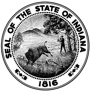 SEAL OF THE STATE OF INDIANA
1816